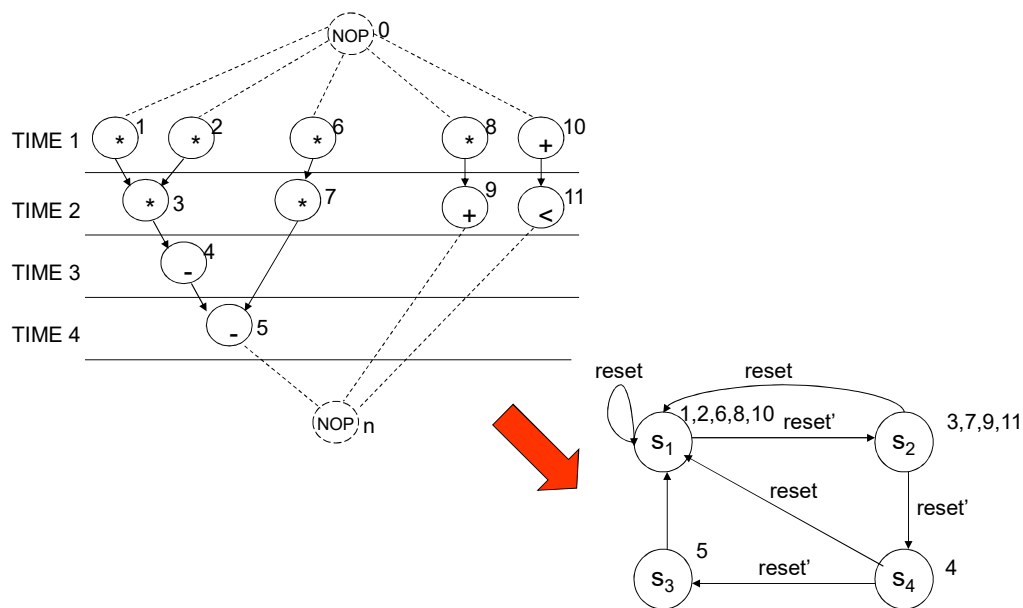 NOP 0
TIME 1 * 1 * 2 * 6 * 8 + 10
TIME 2 * 3 * 7 + 9 < 11
TIME 3 - 4
TIME 4 - 5
NOP n
reset reset
1,2,6,8,10 reset' 3,7,9,11
s1 s2
reset reset'
5 4
s3 reset' s4